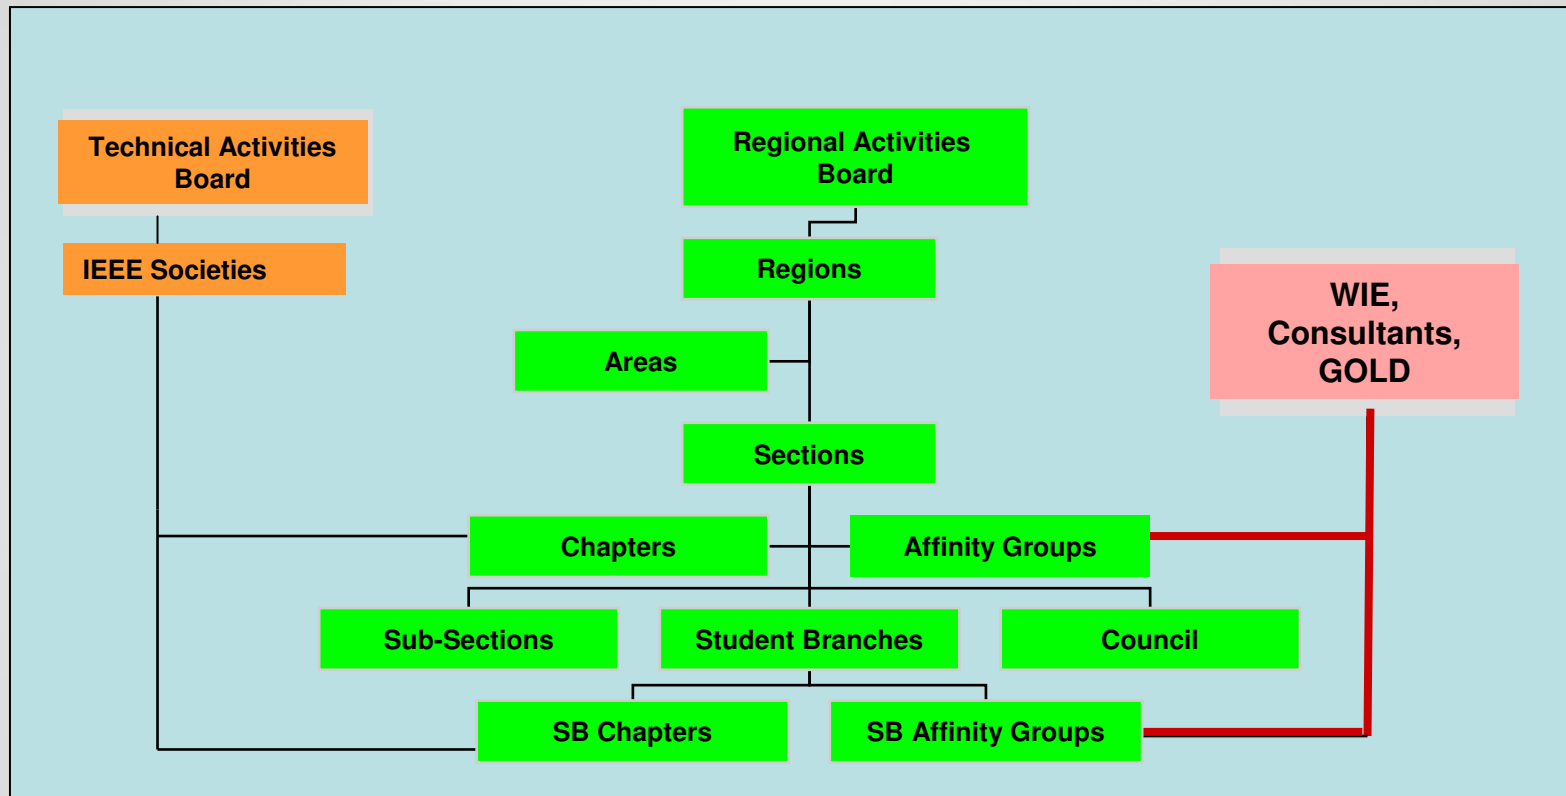 Technical Activities
Board
Regional Activities
Board
IEEE Societies
Regions
WIE,
Consultants,
GOLD
Areas
Sections
Chapters
Affinity Groups
Sub-Sections
Student Branches
Council
SB Chapters
SB Affinity Groups